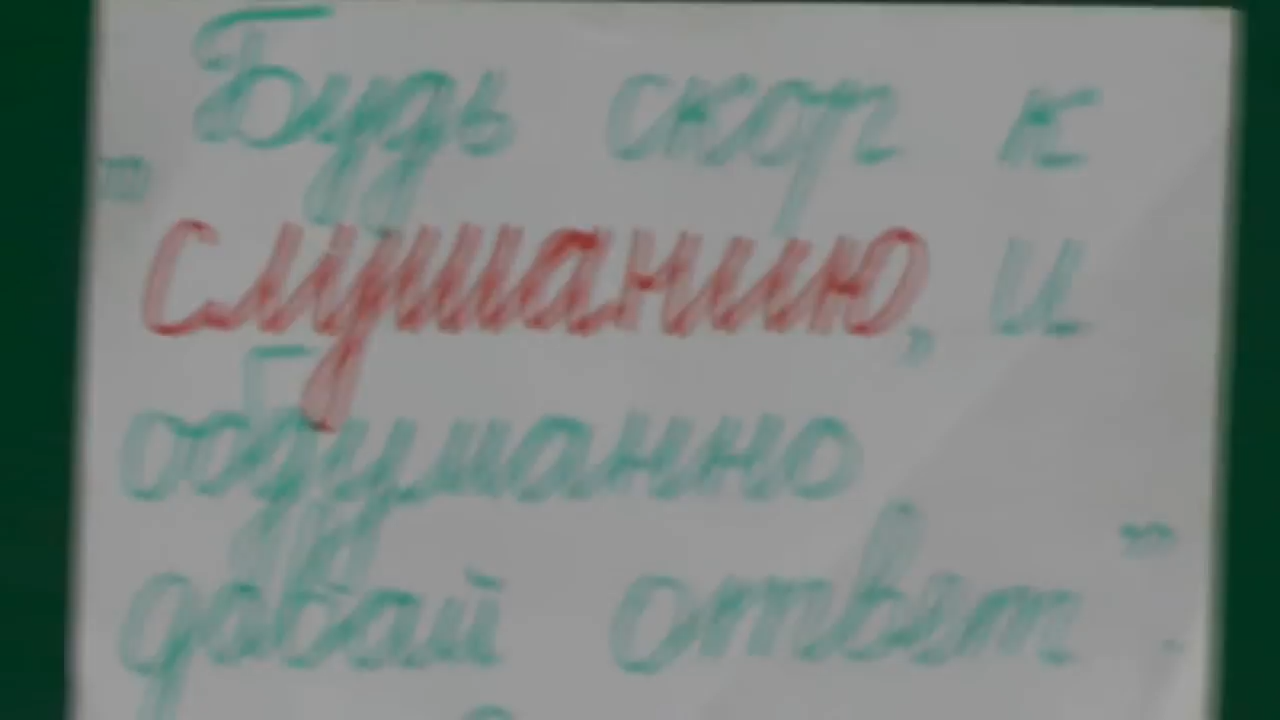 „Будь скор к
слушанию, и
обдуманно
давай ответ".